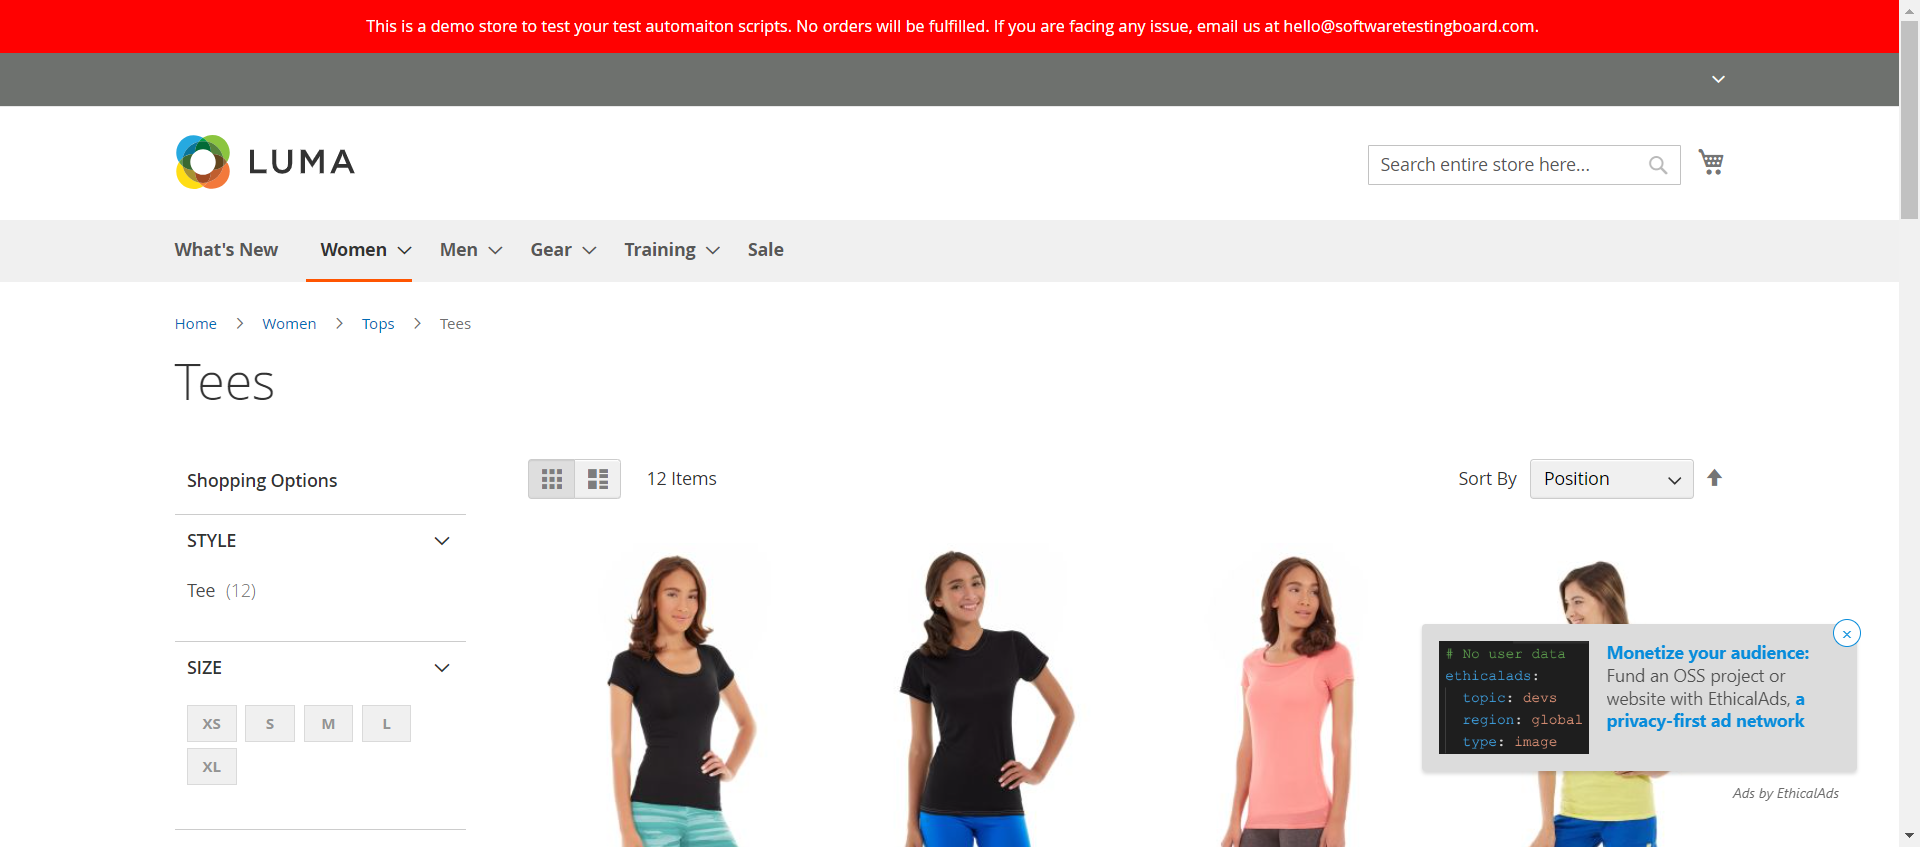 This is a demo store to test your test automaiton scripts. No orders will be fulfilled. If you are facing any issue, email us at hello@softwaretestingboard.com.
LUMA
Search entire store here...
What's New Women Men Gear Training Sale
Home Women Tops Tees
Tees
Shopping Options
12 Items
Sort By Position
STYLE
Tee (12)
SIZE
XS S M L
XL
# No user data
ethicalads:
topic: devs
region: global
type: image
Monetize your audience:
Fund an OSS project or
website with EthicalAds, a
privacy-first ad network
Ads by EthicalAds